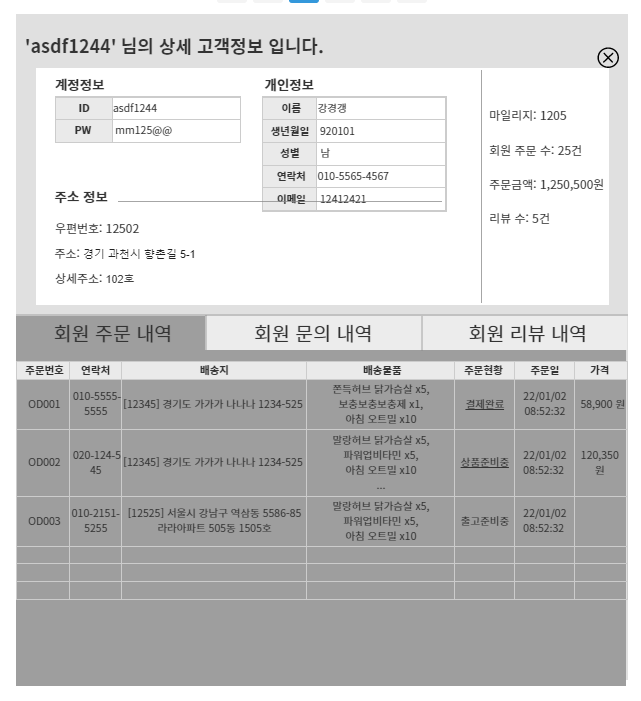 'asdf1244' 님의 상세 고객정보 입니다.
계정정보
ID asdf1244
PW mm125@@
개인정보
이름 강경갱
생년월일 920101
성별 남
연락처 010-5565-4567
이메일 12412421
주소 정보
우편번호: 12502
주소: 경기 과천시 향촌길 5-1
상세주소: 102호
마일리지: 1205
회원 주문 수: 25건
주문금액: 1,250,500원
리뷰 수: 5건
회원 주문 내역 회원 문의 내역 회원 리뷰 내역
주문번호 연락처 배송지 배송물품 주문현황 주문일 가격
OD001
010-5555-
5555
[12345] 경기도 가가가 나나나 1234-525
쫀득허브 닭가슴살 x5,
보충보충보충제 x1,
아침 오트밀 x10
결제완료
22/01/02
08:52:32
58,900 원
OD002
020-124-5
45
[12345] 경기도 가가가 나나나 1234-525
말랑허브 닭가슴살 x5,
파워업비타민 x5,
아침 오트밀 x10
...
상품준비중
22/01/02
08:52:32
120,350
원
OD003
010-2151-
5255
[12525] 서울시 강남구 역삼동 5586-85
라라아파트 505동 1505호
말랑허브 닭가슴살 x5,
파워업비타민 x5,
아침 오트밀 x10
출고준비중
22/01/02
08:52:32